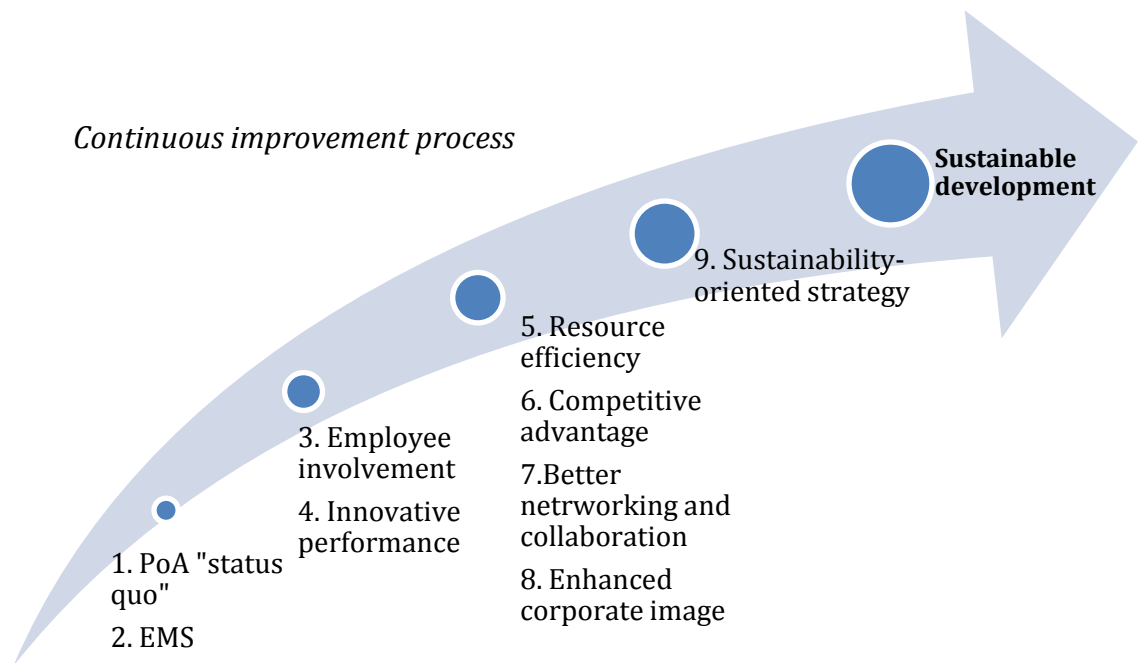 Continuous improvement process
Sustainable
development
9. Sustainability-
oriented strategy
5. Resource
efficiency
6. Competitive
advantage
7.Better
netrworking and
collaboration
8. Enhanced
corporate image
3. Employee
involvement
4. Innovative
performance
1. PoA "status
quo"
2. EMS